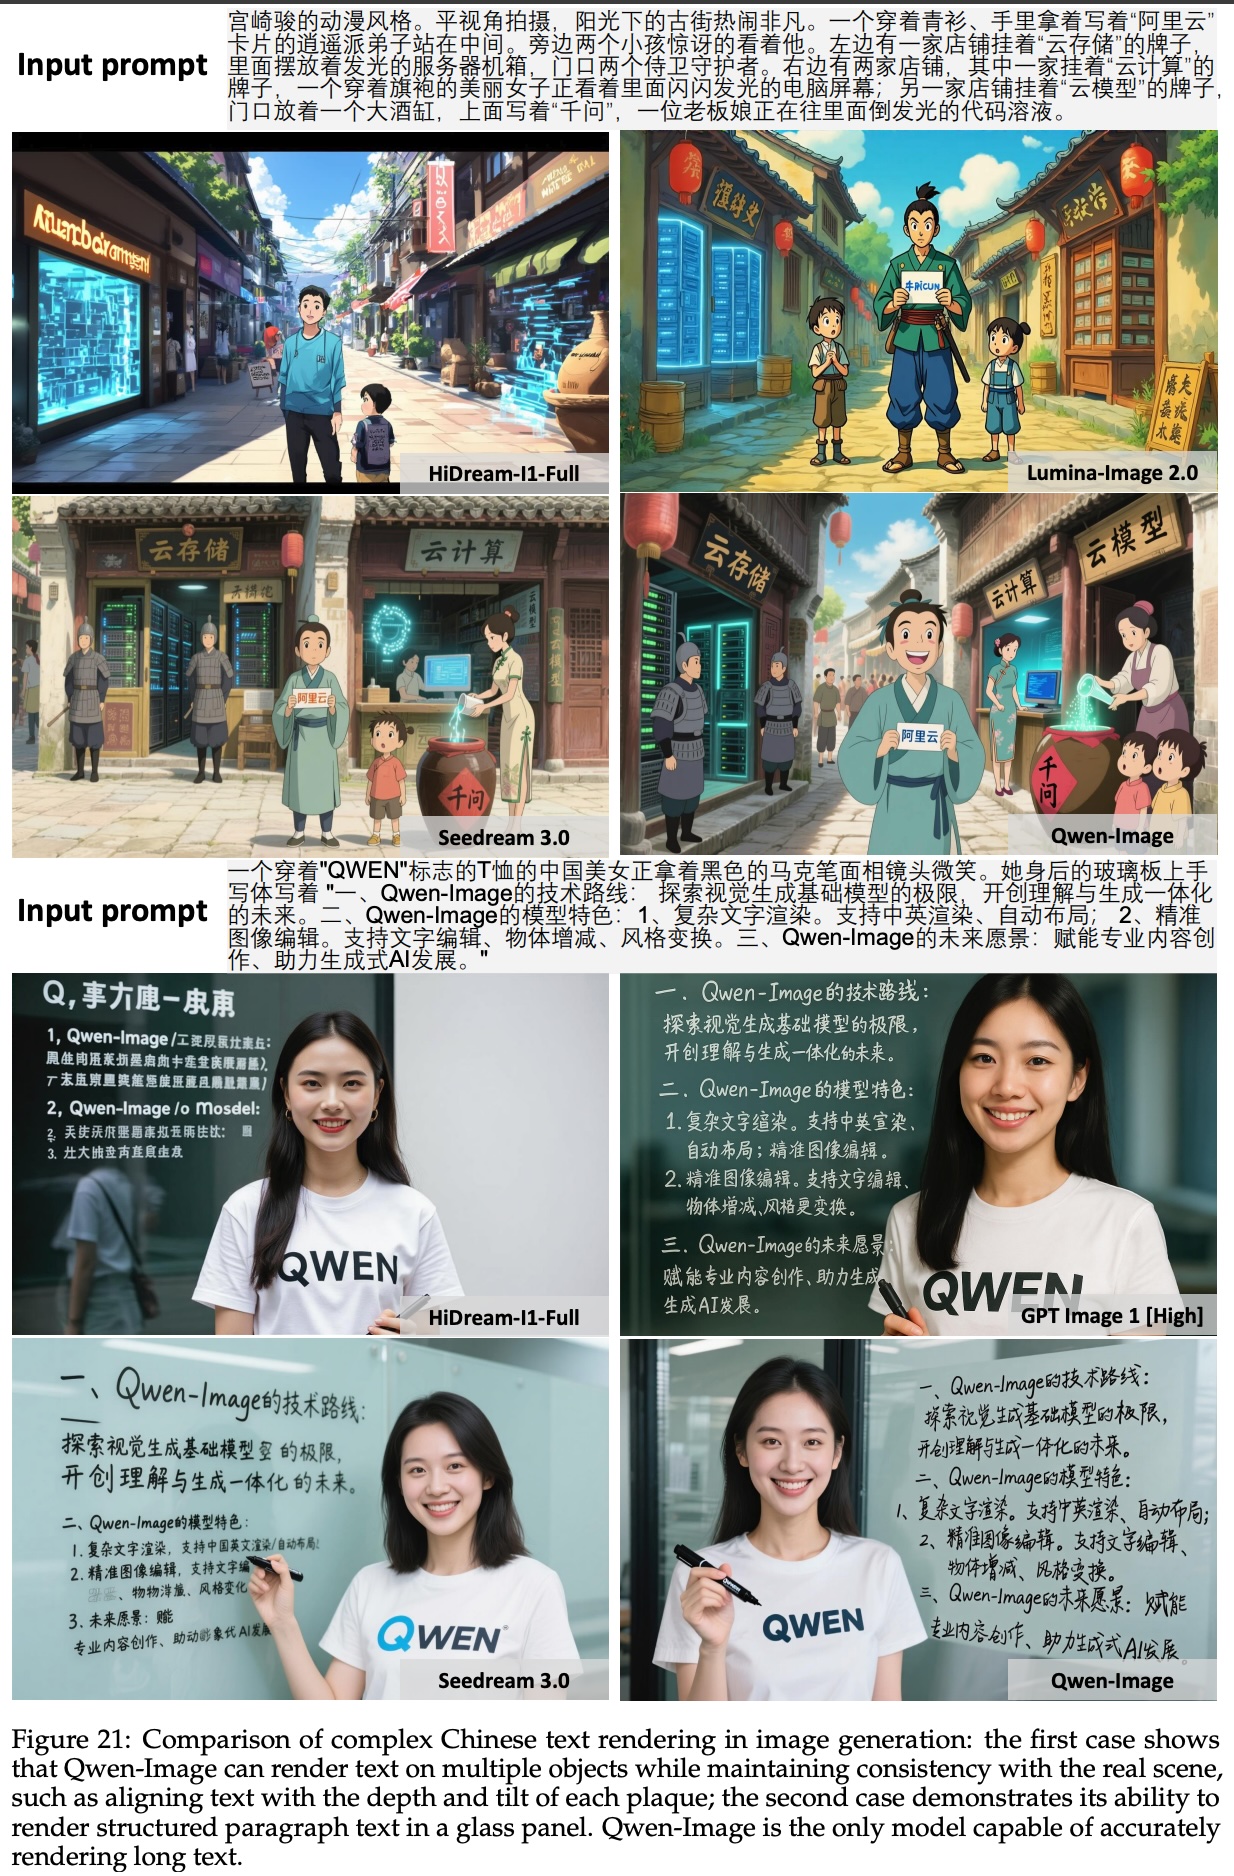 宫崎骏的动漫风格。平视角拍摄，阳光下的古街热闹非凡。一个穿着青衫、手里拿着写着“阿里云”
Input prompt
卡片的逍遥派弟子站在中间。旁边两个小孩惊讶的看着他。左边有一家店铺挂着“云存储”的牌子，
里面摆放着发光的服务器机箱，门口两个侍卫守护者。右边有两家店铺，其中一家挂着“云计算”的
牌子，一个穿着旗袍的美丽女子正看着里面闪闪发光的电脑屏幕；另一家店铺挂着“云模型”的牌子，
门口放着一个大酒缸，上面写着“千问”，一位老板娘正在往里面倒发光的代码溶液。
HiDream-I1-Full
Lumina-Image 2.0
云存储
云计算
云模型
阿里云
千问
Seedream 3.0
云存储
云计算
云模型
阿里云
千问
Qwen-Image
一个穿着"QWEN"标志的T恤的中国美女正拿着黑色的马克笔面相镜头微笑。她身后的玻璃板上手
Input prompt
写体写着 "一、Qwen-Image的技术路线： 探索视觉生成基础模型的极限，开创理解与生成一体化
的未来。二、Qwen-Image的模型特色：1、复杂文字渲染。支持中英渲染、自动布局； 2、精准
图像编辑。支持文字编辑、物体增减、风格变换。三、Qwen-Image的未来愿景：赋能专业内容创
作、助力生成式AI发展。"
1, Qwen-Image
2, Qwen-Image /o Mosdel:
QWEN
HiDream-I1-Full
一．Qwen-Image的技术路线：
探索视觉生成基础模型的极限，
开创理解与生成一体化的未来。
二．Qwen-Image的模型特色：
1. 复杂文字渲染。支持中英宣染、
自动布局；精准图像编辑。
2. 精准图像编辑。支持文字编辑、
物体增减、风格更变换。
三．Qwen-Image的未来愿景：
赋能专业内容创作、助力生成
生成AI发展。
QWEN
GPT Image 1 [High]
一、Qwen-Image的技术路线：
探索视觉生成基础模型 的极限，
开创理解与生成一体化 的未来。
二、Qwen-Image的模型特色：
1. 复杂文字渲染，支持中国英文渲染/自动布局：
2. 精准图像编辑，支持文字编
风格变化
3. 未来愿景：赋能
专业内容创作、助动 象代AI发展
QWEN
Seedream 3.0
一、Qwen-Image的技术路线：
探索视觉生成基础模型的极限，
开创理解与生成一体化的未来。
二、Qwen-Image的模型特色：
1、复杂文字渲染。支持中英渲染、自动布局；
2、精准图像编辑。支持文字编辑、
物体增减、风格变换。
三、Qwen-Image的未来愿景：赋能
专业内容创作、助力生成式AI发展。
QWEN
Qwen-Image
Figure 21: Comparison of complex Chinese text rendering in image generation: the first case shows
that Qwen-Image can render text on multiple objects while maintaining consistency with the real scene,
such as aligning text with the depth and tilt of each plaque; the second case demonstrates its ability to
render structured paragraph text in a glass panel. Qwen-Image is the only model capable of accurately
rendering long text.